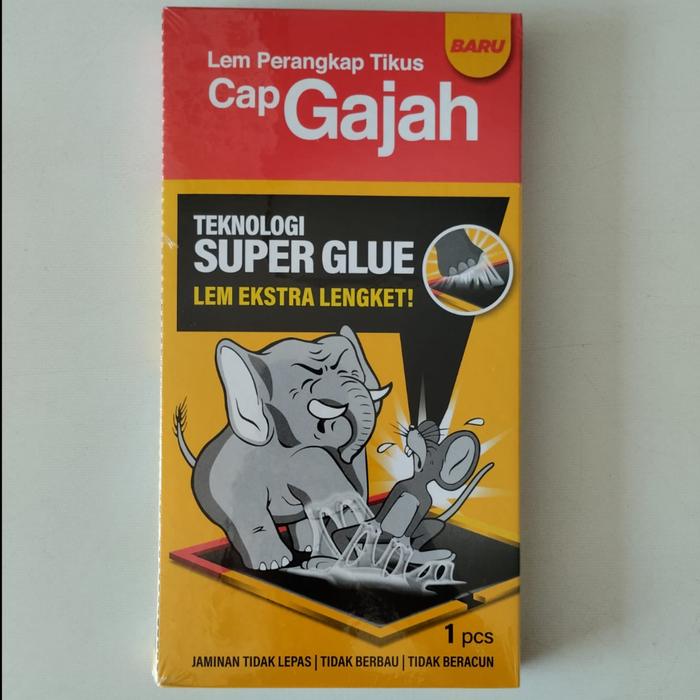 BARU
Lem Perangkap Tikus
Cap Gajah
TEKNOLOGI
SUPER GLUE
LEM EKSTRA LENGKET!
1 pcs
JAMINAN TIDAK LEPAS | TIDAK BERBAU | TIDAK BERACUN